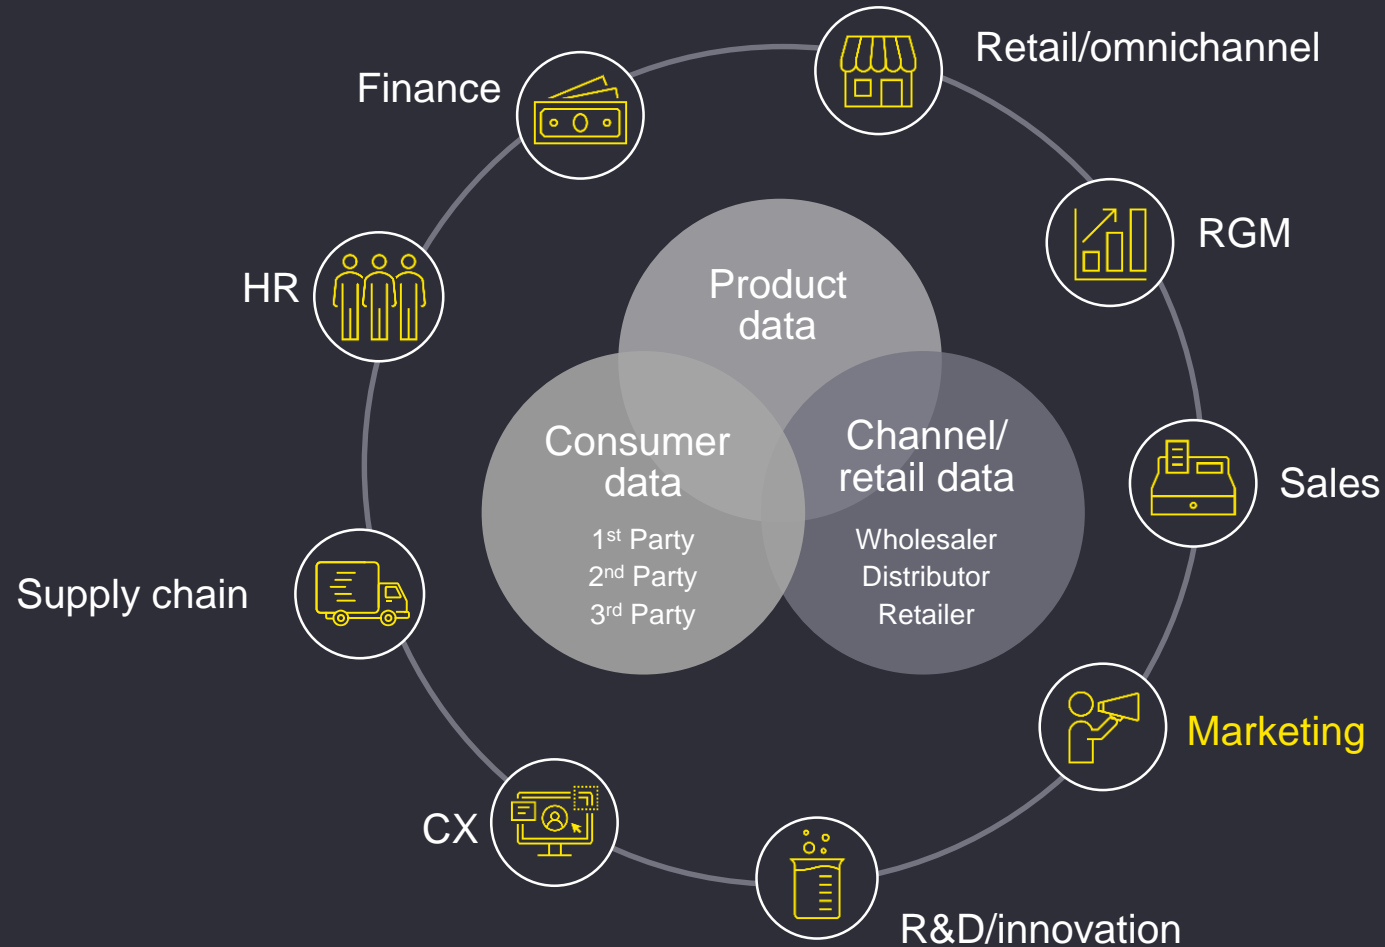 Retail/omnichannel
Finance
RGM
HR
Product
data
Consumer
data
1st Party
2nd Party
3rd Party
Channel/
retail data
Wholesaler
Distributor
Retailer
Sales
Supply chain
Marketing
CX
R&D/innovation